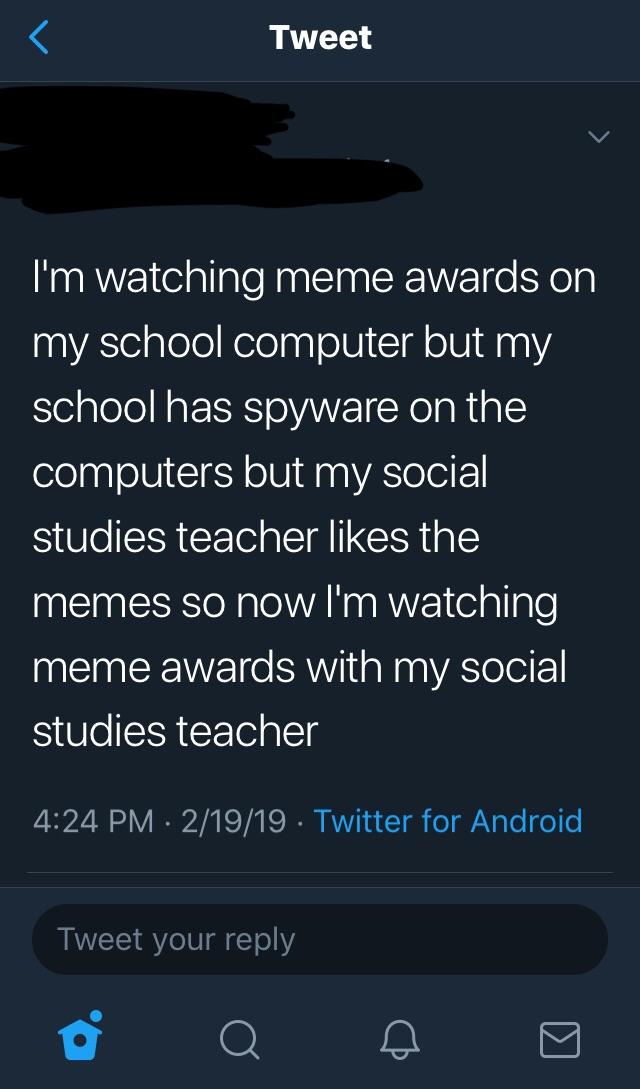 Tweet
I'm watching meme awards on
my school computer but my
school has spyware on the
computers but my social
studies teacher likes the
memes so now I'm watching
meme awards with my social
studies teacher
4:24 PM · 2/19/19 · Twitter for Android
Tweet your reply